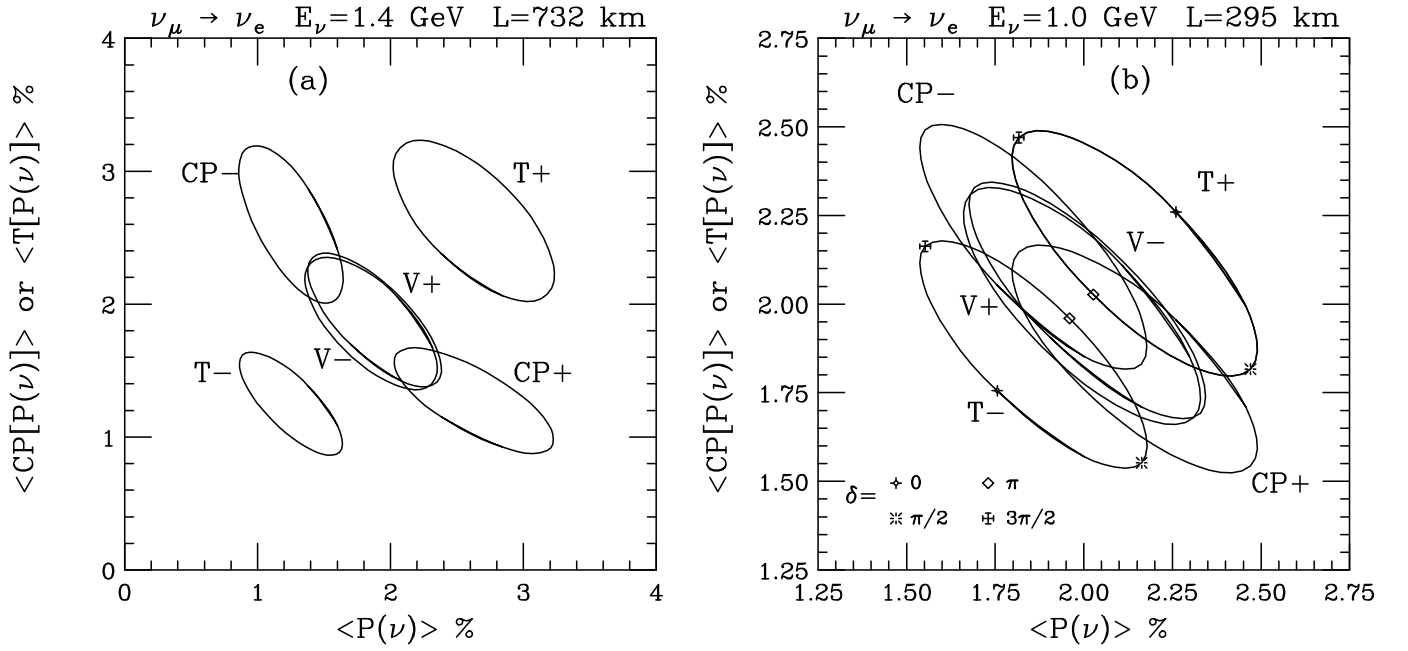 ν_μ → ν_e E_ν=1.4 GeV L=732 km
(a)
<CP[P(ν)]> or <T[P(ν)]> %
4
3
2
1
0
CP−
T+
V+
V−
T−
CP+
0 1 2 3 4
<P(ν)> %
ν_μ → ν_e E_ν=1.0 GeV L=295 km
(b)
<CP[P(ν)]> or <T[P(ν)]> %
2.75
2.50
2.25
2.00
1.75
1.50
1.25
CP−
T+
V−
V+
T−
CP+
δ= 0 π
π/2 3π/2
1.25 1.50 1.75 2.00 2.25 2.50 2.75
<P(ν)> %